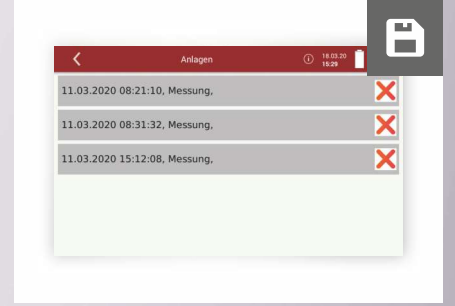 Anlagen
18.03.20
15:29
11.03.2020 08:21:10, Messung,
11.03.2020 08:31:32, Messung,
11.03.2020 15:12:08, Messung,